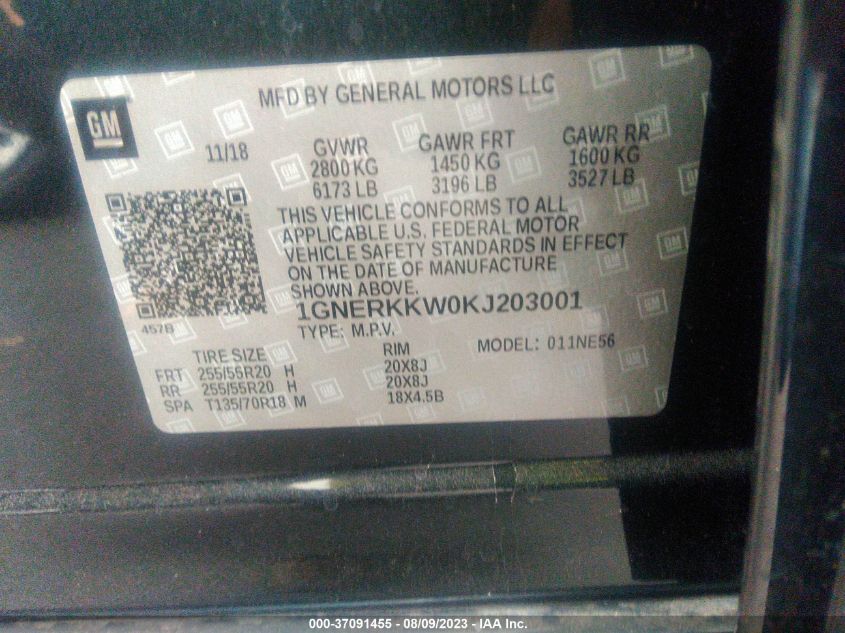 MFD BY GENERAL MOTORS LLC
GM
11/18 GVWR GAWR FRT GAWR RR
2800 KG 1450 KG 1600 KG
6173 LB 3196 LB 3527 LB
THIS VEHICLE CONFORMS TO ALL
APPLICABLE U.S. FEDERAL MOTOR
VEHICLE SAFETY STANDARDS IN EFFECT
ON THE DATE OF MANUFACTURE
SHOWN ABOVE.
1GNERKKW0KJ203001
457B
TYPE: M.P.V.
TIRE SIZE RIM MODEL: 011NE56
FRT 255/55R20 H 20X8J
RR 255/55R20 H 20X8J
SPA T135/70R18 M 18X4.5B
000-37091455 - 08/09/2023 - IAA Inc.